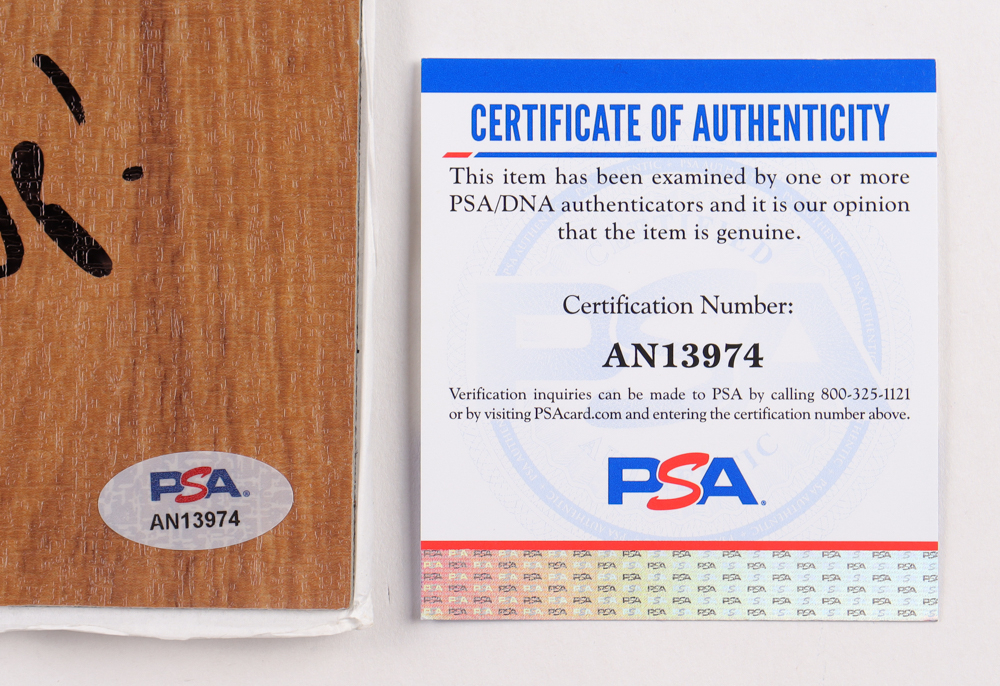 CERTIFICATE OF AUTHENTICITY
This item has been examined by one or more
PSA/DNA authenticators and it is our opinion
that the item is genuine.
Certification Number:
AN13974
Verification inquiries can be made to PSA by calling 800-325-1121
or by visiting PSAcard.com and entering the certification number above.
PSA
PSA
AN13974